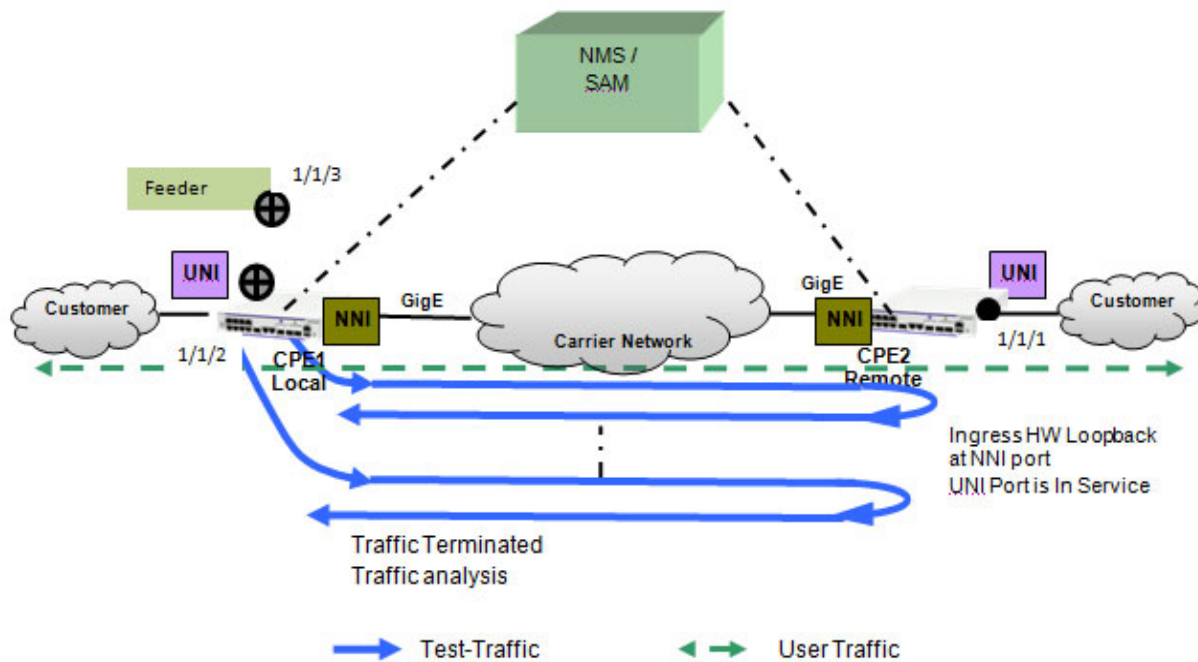 NMS /
SAM
1/1/3
Feeder
UNI
UNI
GigE
GigE
Customer
NNI
Carrier Network
NNI
Customer
1/1/2
1/1/1
CPE1
Local
CPE2
Remote
Ingress HW Loopback
at NNI port
UNI Port is In Service
Traffic Terminated
Traffic analysis
Test-Traffic
User Traffic